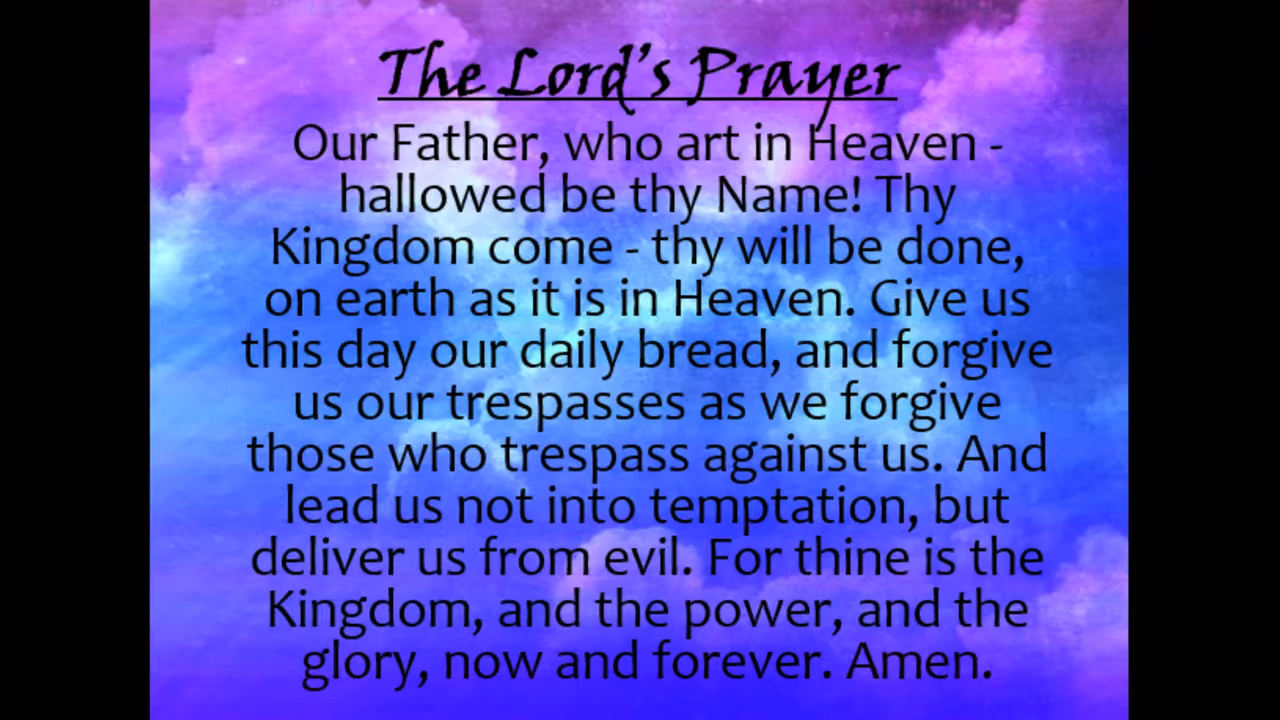 The Lord's Prayer
Our Father, who art in Heaven -
hallowed be thy Name! Thy
Kingdom come - thy will be done,
on earth as it is in Heaven. Give us
this day our daily bread, and forgive
us our trespasses as we forgive
those who trespass against us. And
lead us not into temptation, but
deliver us from evil. For thine is the
Kingdom, and the power, and the
glory, now and forever. Amen.